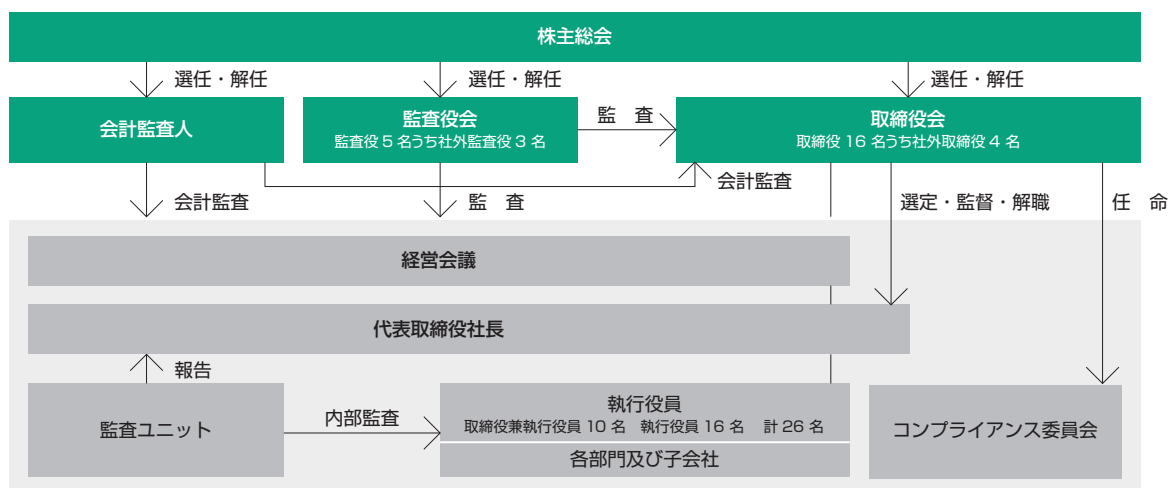 株主総会
選任・解任
選任・解任
選任・解任
会計監査人
監査役会
監査役 5 名うち社外監査役 3 名
監　査
取締役会
取締役 16 名うち社外取締役 4 名
会計監査
監　査
会計監査
選定・監督・解職
任　命
経営会議
代表取締役社長
報告
監査ユニット
内部監査
執行役員
取締役兼執行役員 10 名　執行役員 16 名　計 26 名
各部門及び子会社
コンプライアンス委員会